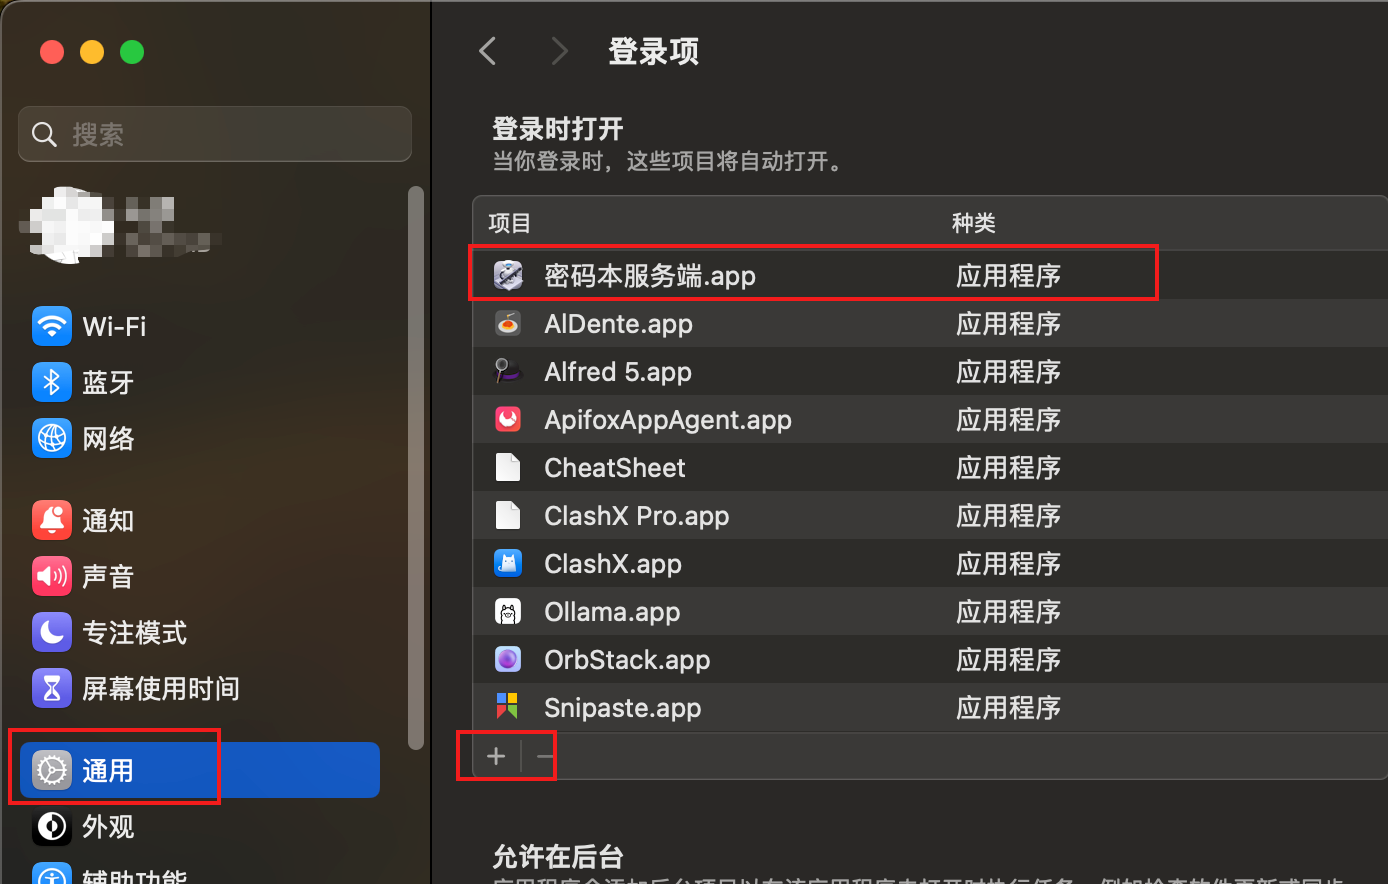 搜索
Wi-Fi
蓝牙
网络
通知
声音
专注模式
屏幕使用时间
通用
外观
辅助功能
登录项
登录时打开
当你登录时，这些项目将自动打开。
项目 种类
密码本服务端.app 应用程序
AlDente.app 应用程序
Alfred 5.app 应用程序
ApifoxAppAgent.app 应用程序
CheatSheet 应用程序
ClashX Pro.app 应用程序
ClashX.app 应用程序
Ollama.app 应用程序
OrbStack.app 应用程序
Snipaste.app 应用程序
允许在后台